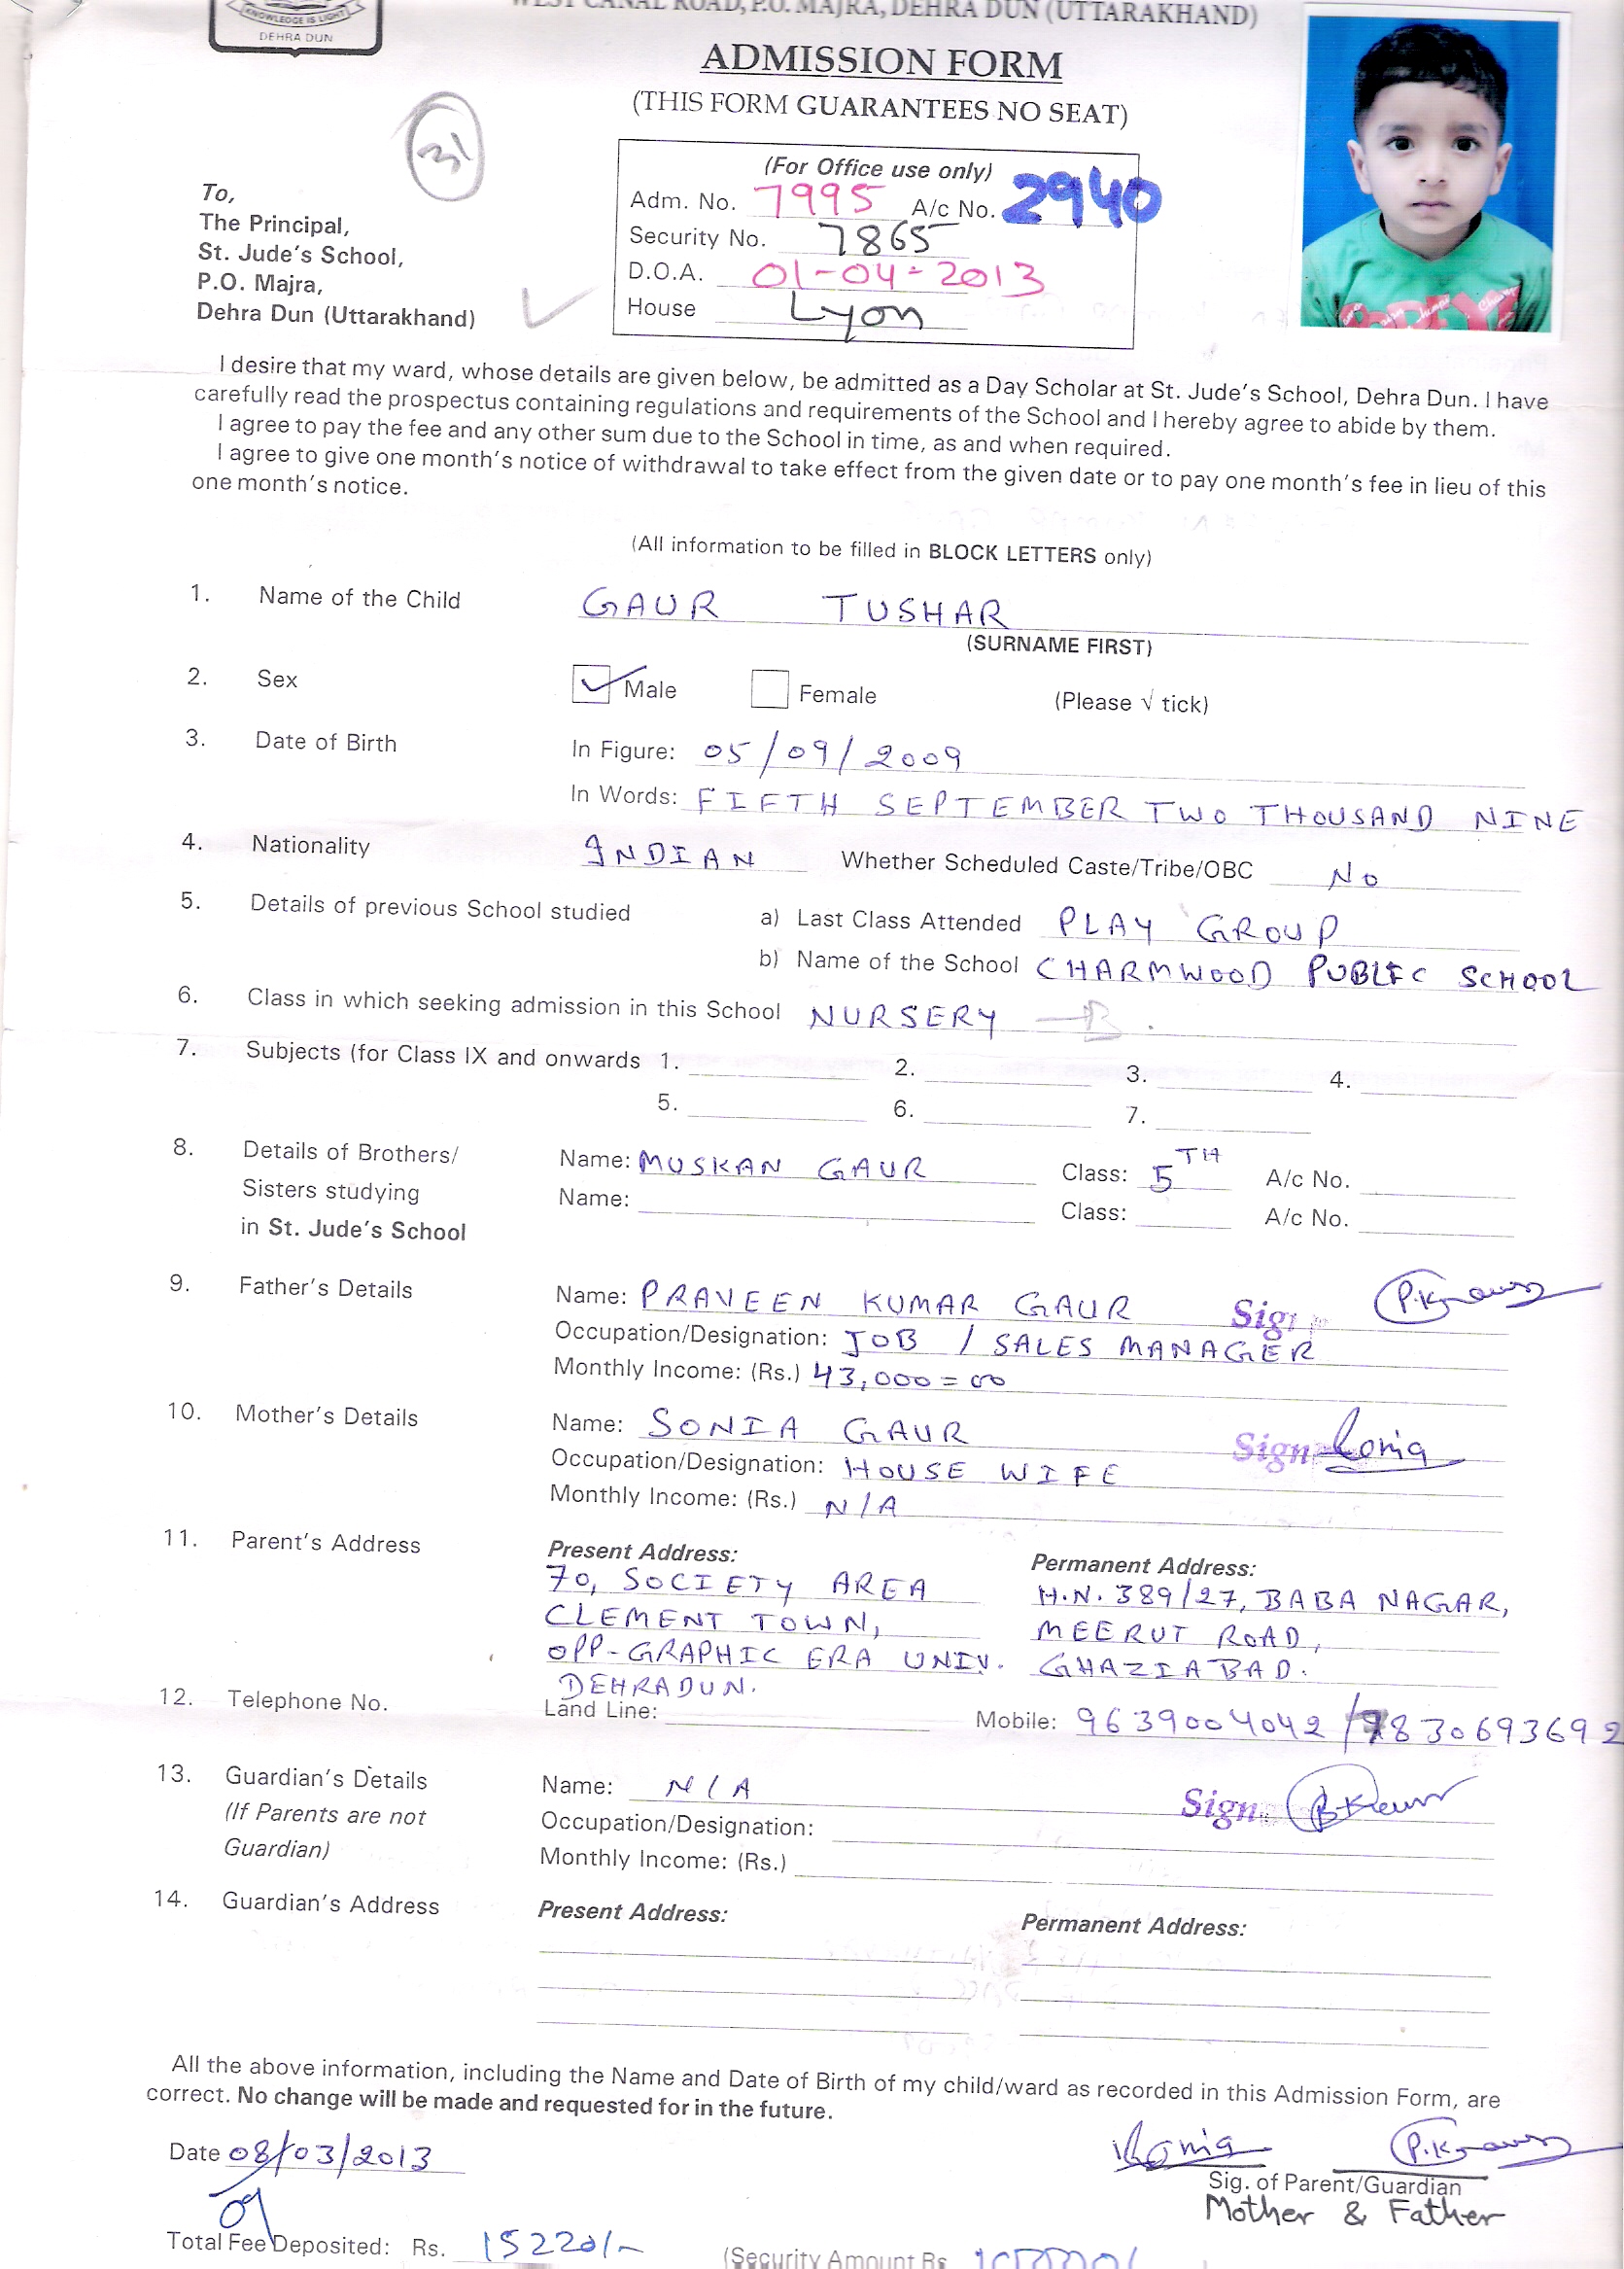 KNOWLEDGE IS LIGHT
DEHRA DUN
WEST CANAL ROAD, P.O. MAJRA, DEHRA DUN (UTTARAKHAND)
ADMISSION FORM
(THIS FORM GUARANTEES NO SEAT)
31
(For Office use only)
Adm. No. 7995 A/c No. 2940
Security No. 7865
D.O.A. 01-04-2013
House Lyon
To,
The Principal,
St. Jude's School,
P.O. Majra,
Dehra Dun (Uttarakhand)
I desire that my ward, whose details are given below, be admitted as a Day Scholar at St. Jude's School, Dehra Dun. I have
carefully read the prospectus containing regulations and requirements of the School and I hereby agree to abide by them.
I agree to pay the fee and any other sum due to the School in time, as and when required.
I agree to give one month's notice of withdrawal to take effect from the given date or to pay one month's fee in lieu of this
one month's notice.
(All information to be filled in BLOCK LETTERS only)
1. Name of the Child GAUR TUSHAR
(SURNAME FIRST)
2. Sex ✓ Male Female (Please √ tick)
3. Date of Birth In Figure: 05/09/2009
In Words: FIFTH SEPTEMBER TWO THOUSAND NINE
4. Nationality INDIAN Whether Scheduled Caste/Tribe/OBC No
5. Details of previous School studied a) Last Class Attended PLAY GROUP
b) Name of the School CHARMWOOD PUBLIC SCHOOL
6. Class in which seeking admission in this School NURSERY – B.
7. Subjects (for Class IX and onwards 1. 2. 3. 4.
5. 6. 7.
8. Details of Brothers/ Name: MUSKAN GAUR Class: 5TH A/c No.
Sisters studying Name: Class: A/c No.
in St. Jude's School
9. Father's Details Name: PRAVEEN KUMAR GAUR Sign
Occupation/Designation: JOB / SALES MANAGER
Monthly Income: (Rs.) 43,000=00
10. Mother's Details Name: SONIA GAUR Sign Sonia
Occupation/Designation: HOUSE WIFE
Monthly Income: (Rs.) N/A
11. Parent's Address Present Address: Permanent Address:
70, SOCIETY AREA H.N. 389/27, BABA NAGAR,
CLEMENT TOWN, MEERUT ROAD,
OPP-GRAPHIC ERA UNIV. GHAZIABAD.
DEHRADUN.
12. Telephone No. Land Line: Mobile: 9639004042 / 7830693692
13. Guardian's Details Name: N/A Sign
(If Parents are not Occupation/Designation:
Guardian) Monthly Income: (Rs.)
14. Guardian's Address Present Address: Permanent Address:
All the above information, including the Name and Date of Birth of my child/ward as recorded in this Admission Form, are
correct. No change will be made and requested for in the future.
Date 08/03/2013 Sonia
Sig. of Parent/Guardian
Mother & Father
Total Fee Deposited: Rs. 15220/- (Security Amount Rs